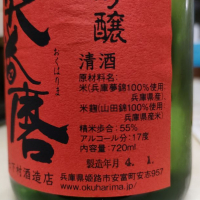 醸
清酒
原材料名：
米(兵庫夢錦100%使用、
兵庫県産)、
米麹(山田錦100%使用、
兵庫県産)
精米歩合：55%
アルコール分：17度
内容量：720ml
製造年月
播磨
おくはりま
村酒造店
兵庫県姫路市安富町安志957
www.okuharima.jp/